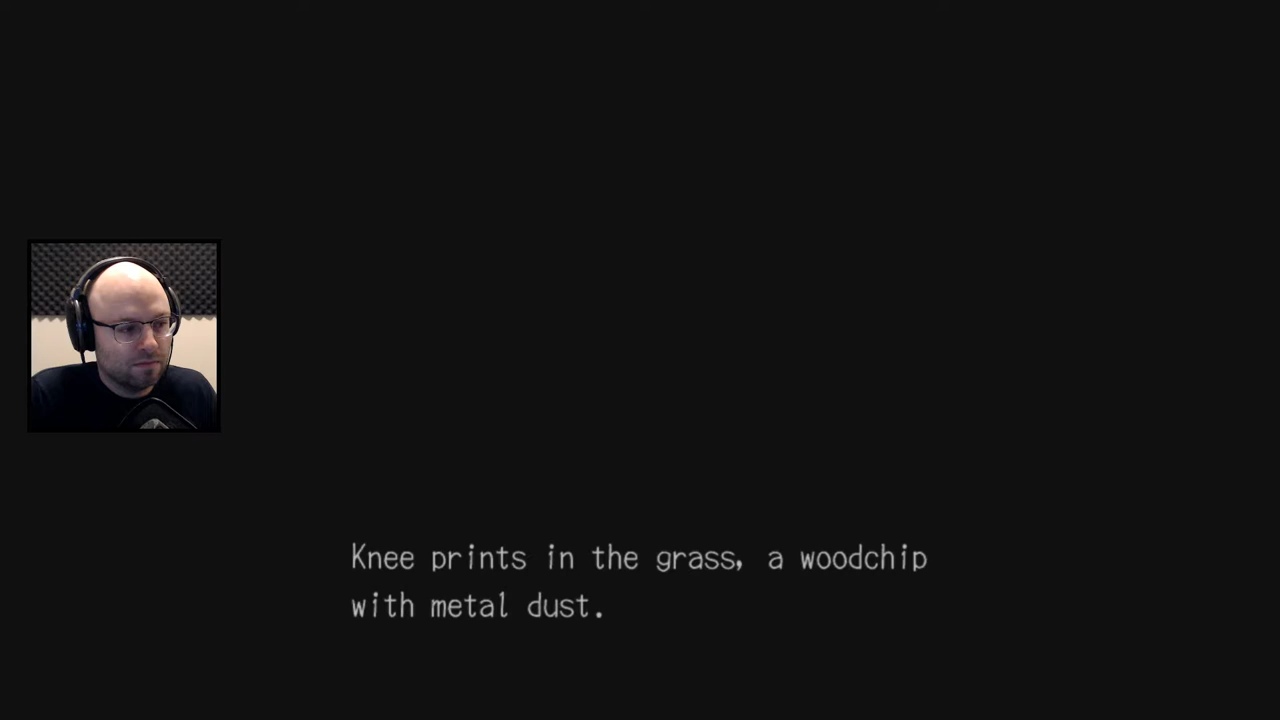 Knee prints in the grass, a woodchip
with metal dust.